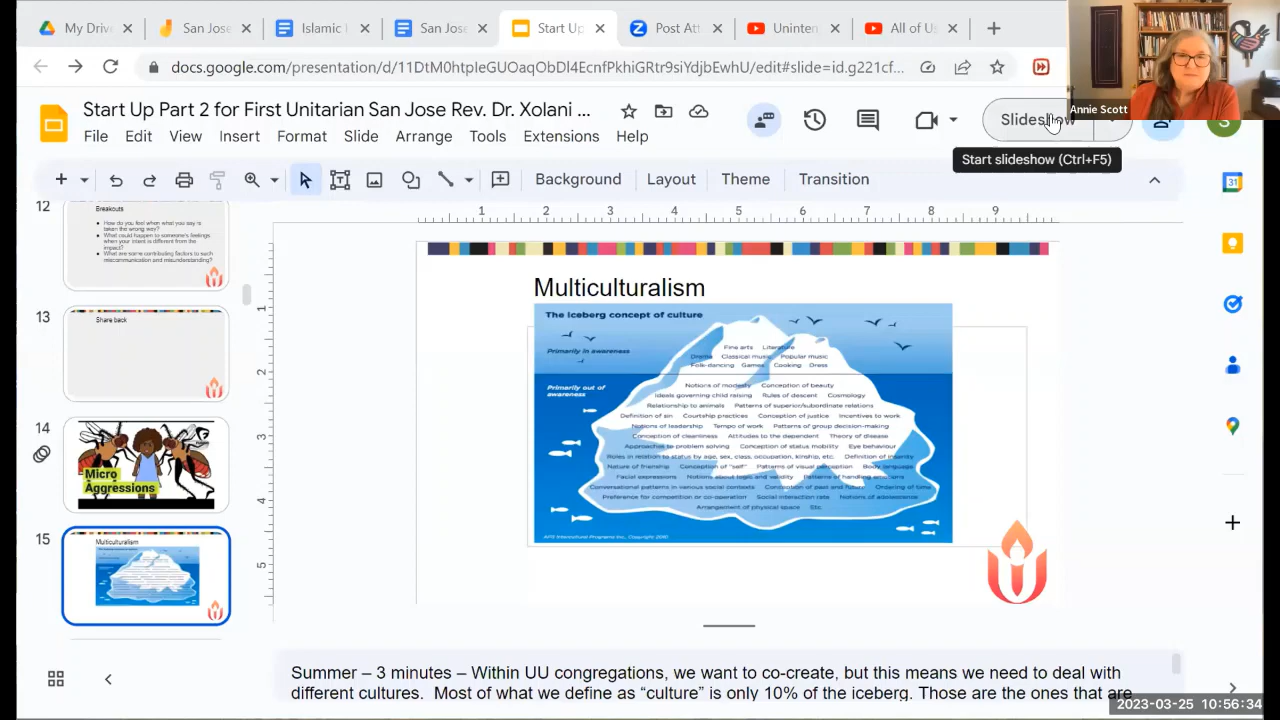 My Drive
San Jose
Start Up
Post Att
Uninten
docs.google.com/presentation/d/
Annie Scott
Start Up Part 2 for First Unitarian San Jose Rev. Dr. Xolani ...
Slideshow
File Edit View Insert Format Slide Arrange Tools Extensions Help
Start slideshow (Ctrl+F5)
Background Layout Theme Transition
1 2 3 4 5 6 7 8 9
12
Breakouts
How do you feel when what you say is
taken the wrong way?
What could happen to someone's feelings
when your intent is different from the
impact?
What are some contributing factors to such
miscommunication and misunderstanding?
13
Share back
14
Micro
Aggressions
15
Multiculturalism
1
2
3
4
5
Multiculturalism
The iceberg concept of culture
Primarily in awareness
Fine arts Literature
Drama Classical music Popular music
Folk-dancing Games Cooking Dress
Primarily out of
awareness
Notions of modesty Conception of beauty
Ideals governing child raising Rules of descent Cosmology
Relationship to animals Patterns of superior/subordinate relations
Definition of sin Courtship practices Conception of justice Incentives to work
Notions of leadership Tempo of work Patterns of group decision-making
Conception of cleanliness Attitudes to the dependent Theory of disease
Approaches to problem solving Conception of status mobility Eye behaviour
Roles in relation to status by age, sex, class, occupation, kinship, etc. Definition of insanity
Nature of friendship Conception of "self" Patterns of visual perception Body language
Facial expressions Notions about logic and validity Patterns of handling emotions
Conversational patterns in various social contexts Conception of past and future Ordering of time
Preference for competition or co-operation Social interaction rate Notions of adolescence
Arrangement of physical space Etc.
Summer – 3 minutes – Within UU congregations, we want to co-create, but this means we need to deal with
different cultures. Most of what we define as “culture” is only 10% of the iceberg. Those are the ones that are
2023-03-25 10:56:34